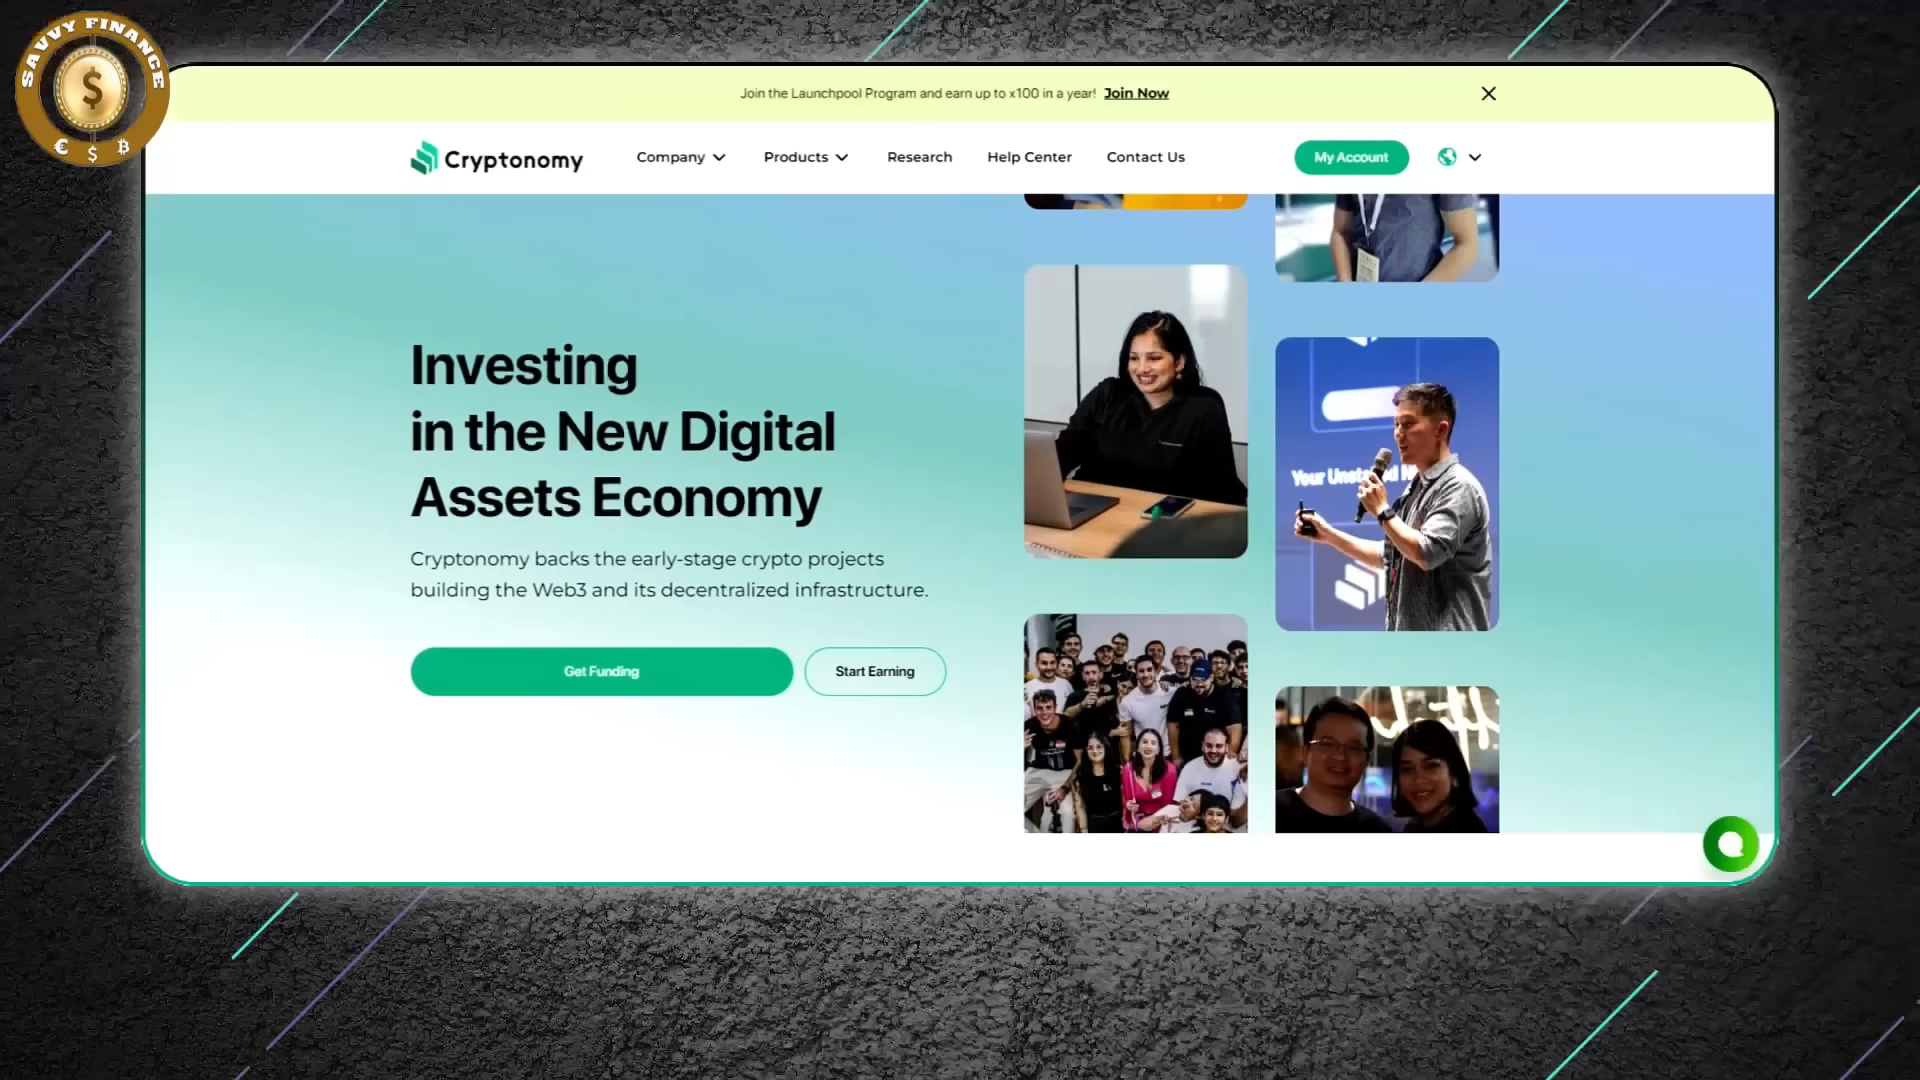 SAVVY FINANCE
$
€ $ ₿
Join the Launchpool Program and earn up to x100 in a year! Join Now
Cryptonomy
Company
Products
Research
Help Center
Contact Us
My Account
Investing
in the New Digital
Assets Economy
Cryptonomy backs the early-stage crypto projects
building the Web3 and its decentralized infrastructure.
Get Funding
Start Earning
Your